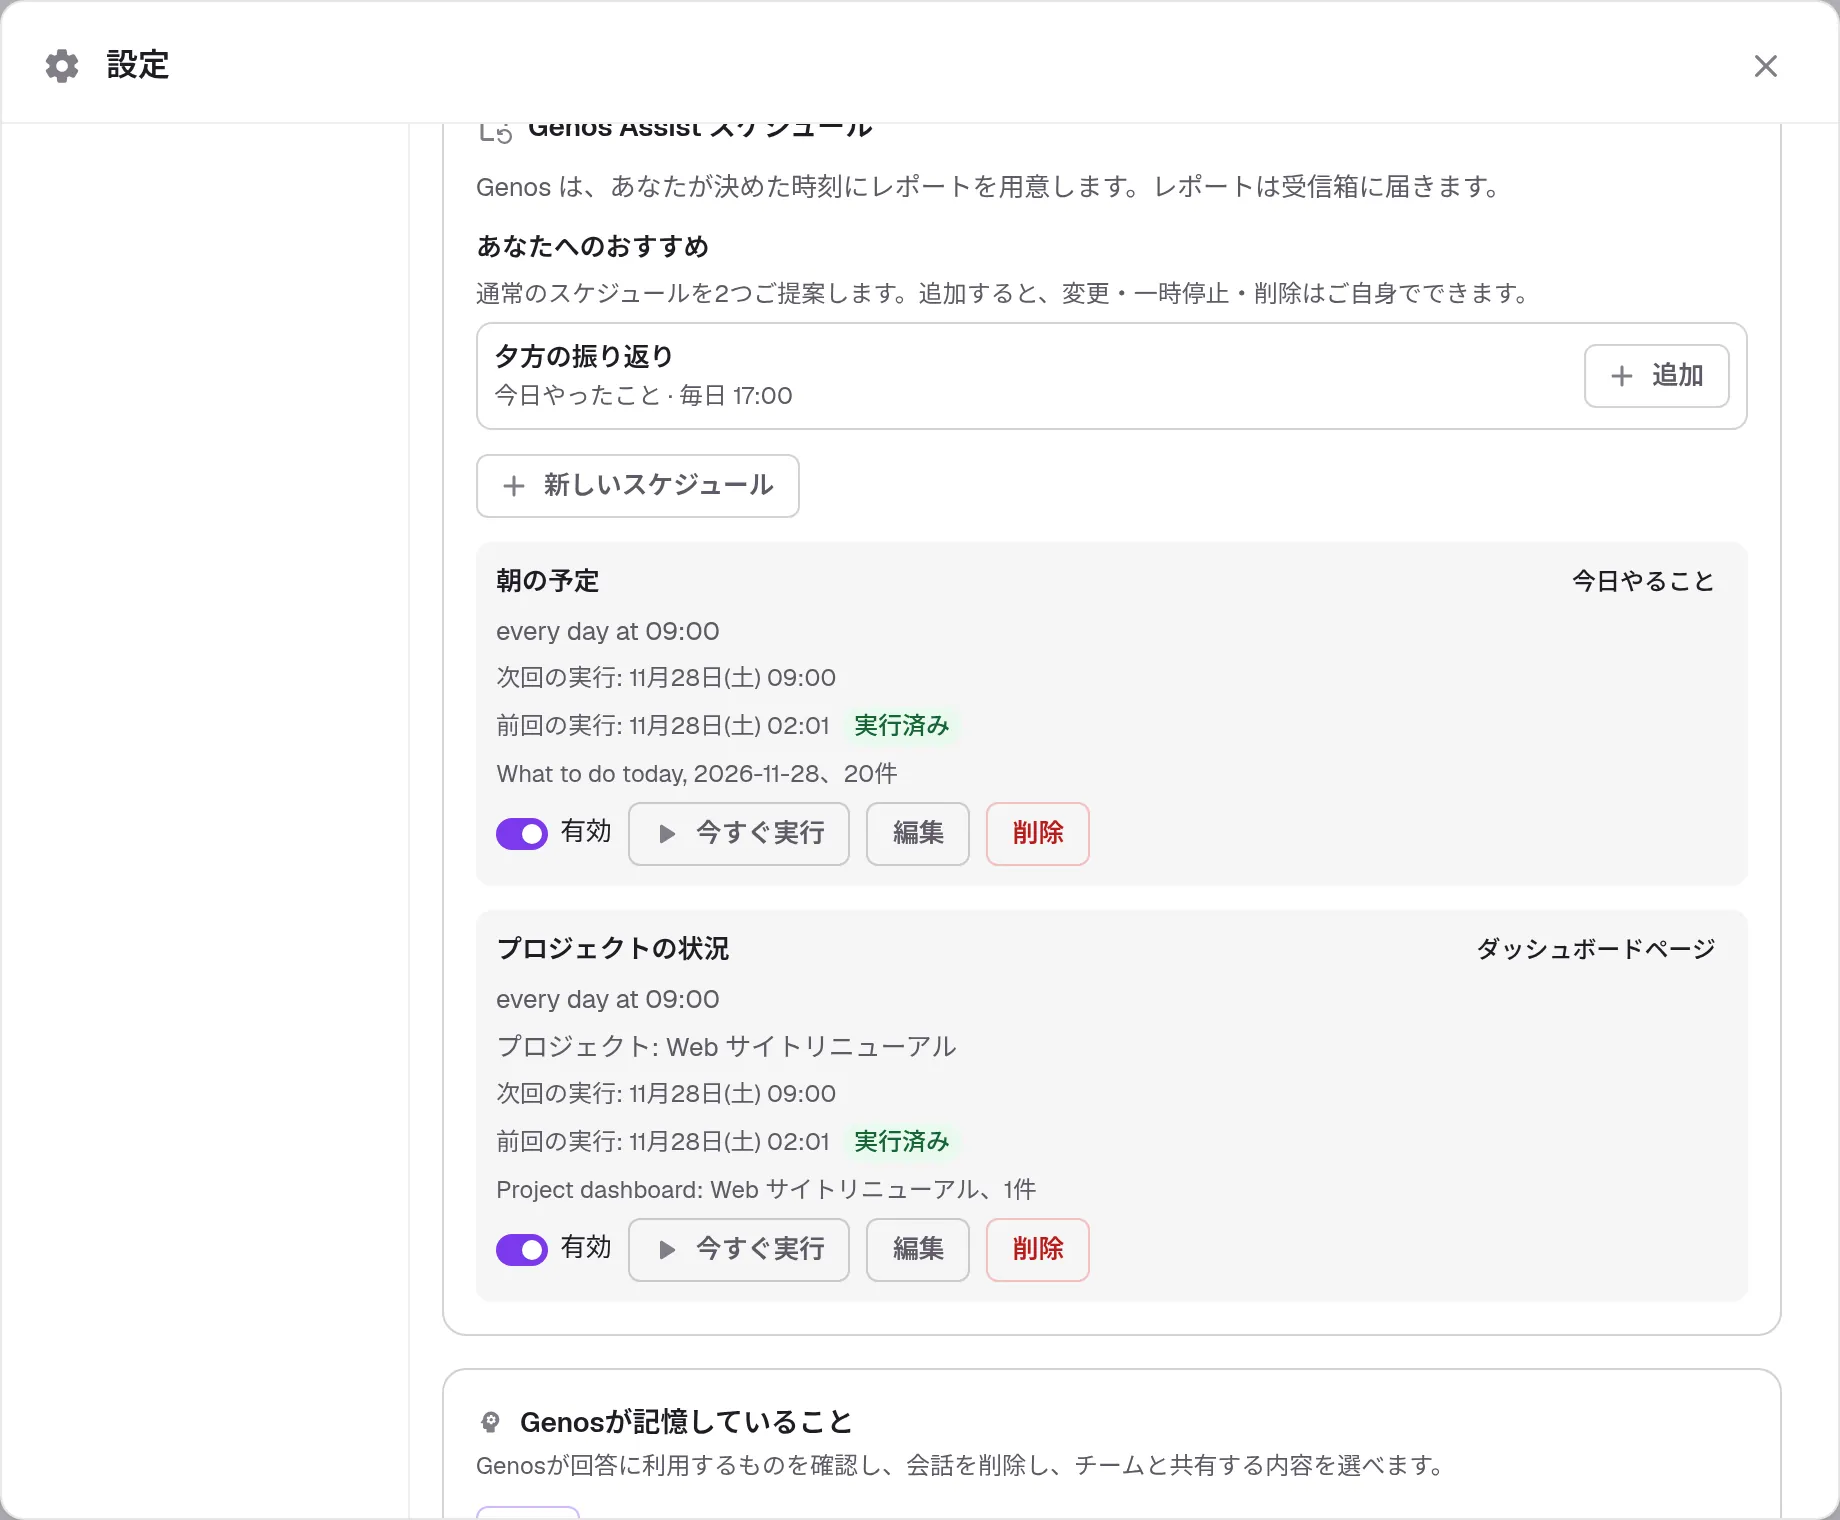 設定
Genos Assist スケジュール
Genos は、あなたが決めた時刻にレポートを用意します。レポートは受信箱に届きます。
あなたへのおすすめ
通常のスケジュールを2つご提案します。追加すると、変更・一時停止・削除はご自身でできます。
夕方の振り返り
今日やったこと · 毎日 17:00
追加
新しいスケジュール
朝の予定
今日やること
every day at 09:00
次回の実行: 11月28日(土) 09:00
前回の実行: 11月28日(土) 02:01 実行済み
What to do today, 2026-11-28、20件
有効 今すぐ実行 編集 削除
プロジェクトの状況
ダッシュボードページ
every day at 09:00
プロジェクト: Web サイトリニューアル
次回の実行: 11月28日(土) 09:00
前回の実行: 11月28日(土) 02:01 実行済み
Project dashboard: Web サイトリニューアル、1件
有効 今すぐ実行 編集 削除
Genosが記憶していること
Genosが回答に利用するものを確認し、会話を削除し、チームと共有する内容を選べます。